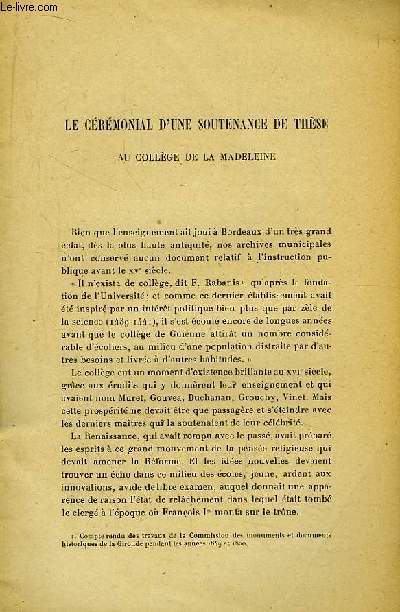 Le-livre.com
LE CÉRÉMONIAL D'UNE SOUTENANCE DE THÈSE
AU COLLÈGE DE LA MADELEINE
Bien que l'enseignement ait joui à Bordeaux d'un très grand
éclat, dès la plus haute antiquité, nos archives municipales
n'ont conservé aucun document relatif à l'instruction pu-
blique avant le XVe siècle.
« Il n'exista de collège, dit F. Rabanis, qu'après la fonda-
tion de l'Université; et comme ce dernier établissement avait
été inspiré par un intérêt politique bien plus que par zèle de
la science, il s'est écoulé encore de longues années
avant que le collège de Guienne attirât un nombre considé-
rable d'écoliers, au milieu d'une population distraite par d'au-
tres besoins et livrée à d'autres habitudes. »
Le collège eut un moment d'existence brillante au XVIe siècle,
grâce aux érudits qui y donnèrent leur enseignement et qui
avaient nom Muret, Gouvea, Buchanan, Grouchy, Vinet. Mais
cette prospérité ne devait être que passagère et s'éteindre avec
les derniers maîtres qui la soutenaient de leur célébrité.
La Renaissance, qui avait rompu avec le passé, avait préparé
les esprits à ce grand mouvement de la pensée religieuse qui
devait amener la Réforme. Et les idées nouvelles devaient
trouver un écho dans ce milieu des écoles, jeune, ardent aux
innovations, avide de libre examen, auquel donnait une appa-
rence de raison l'état de relâchement dans lequel était tombé
le clergé à l'époque où François Ier monta sur le trône.
1. Compte rendu des travaux de la Commission des monuments et documents
historiques de la Gironde pendant les années